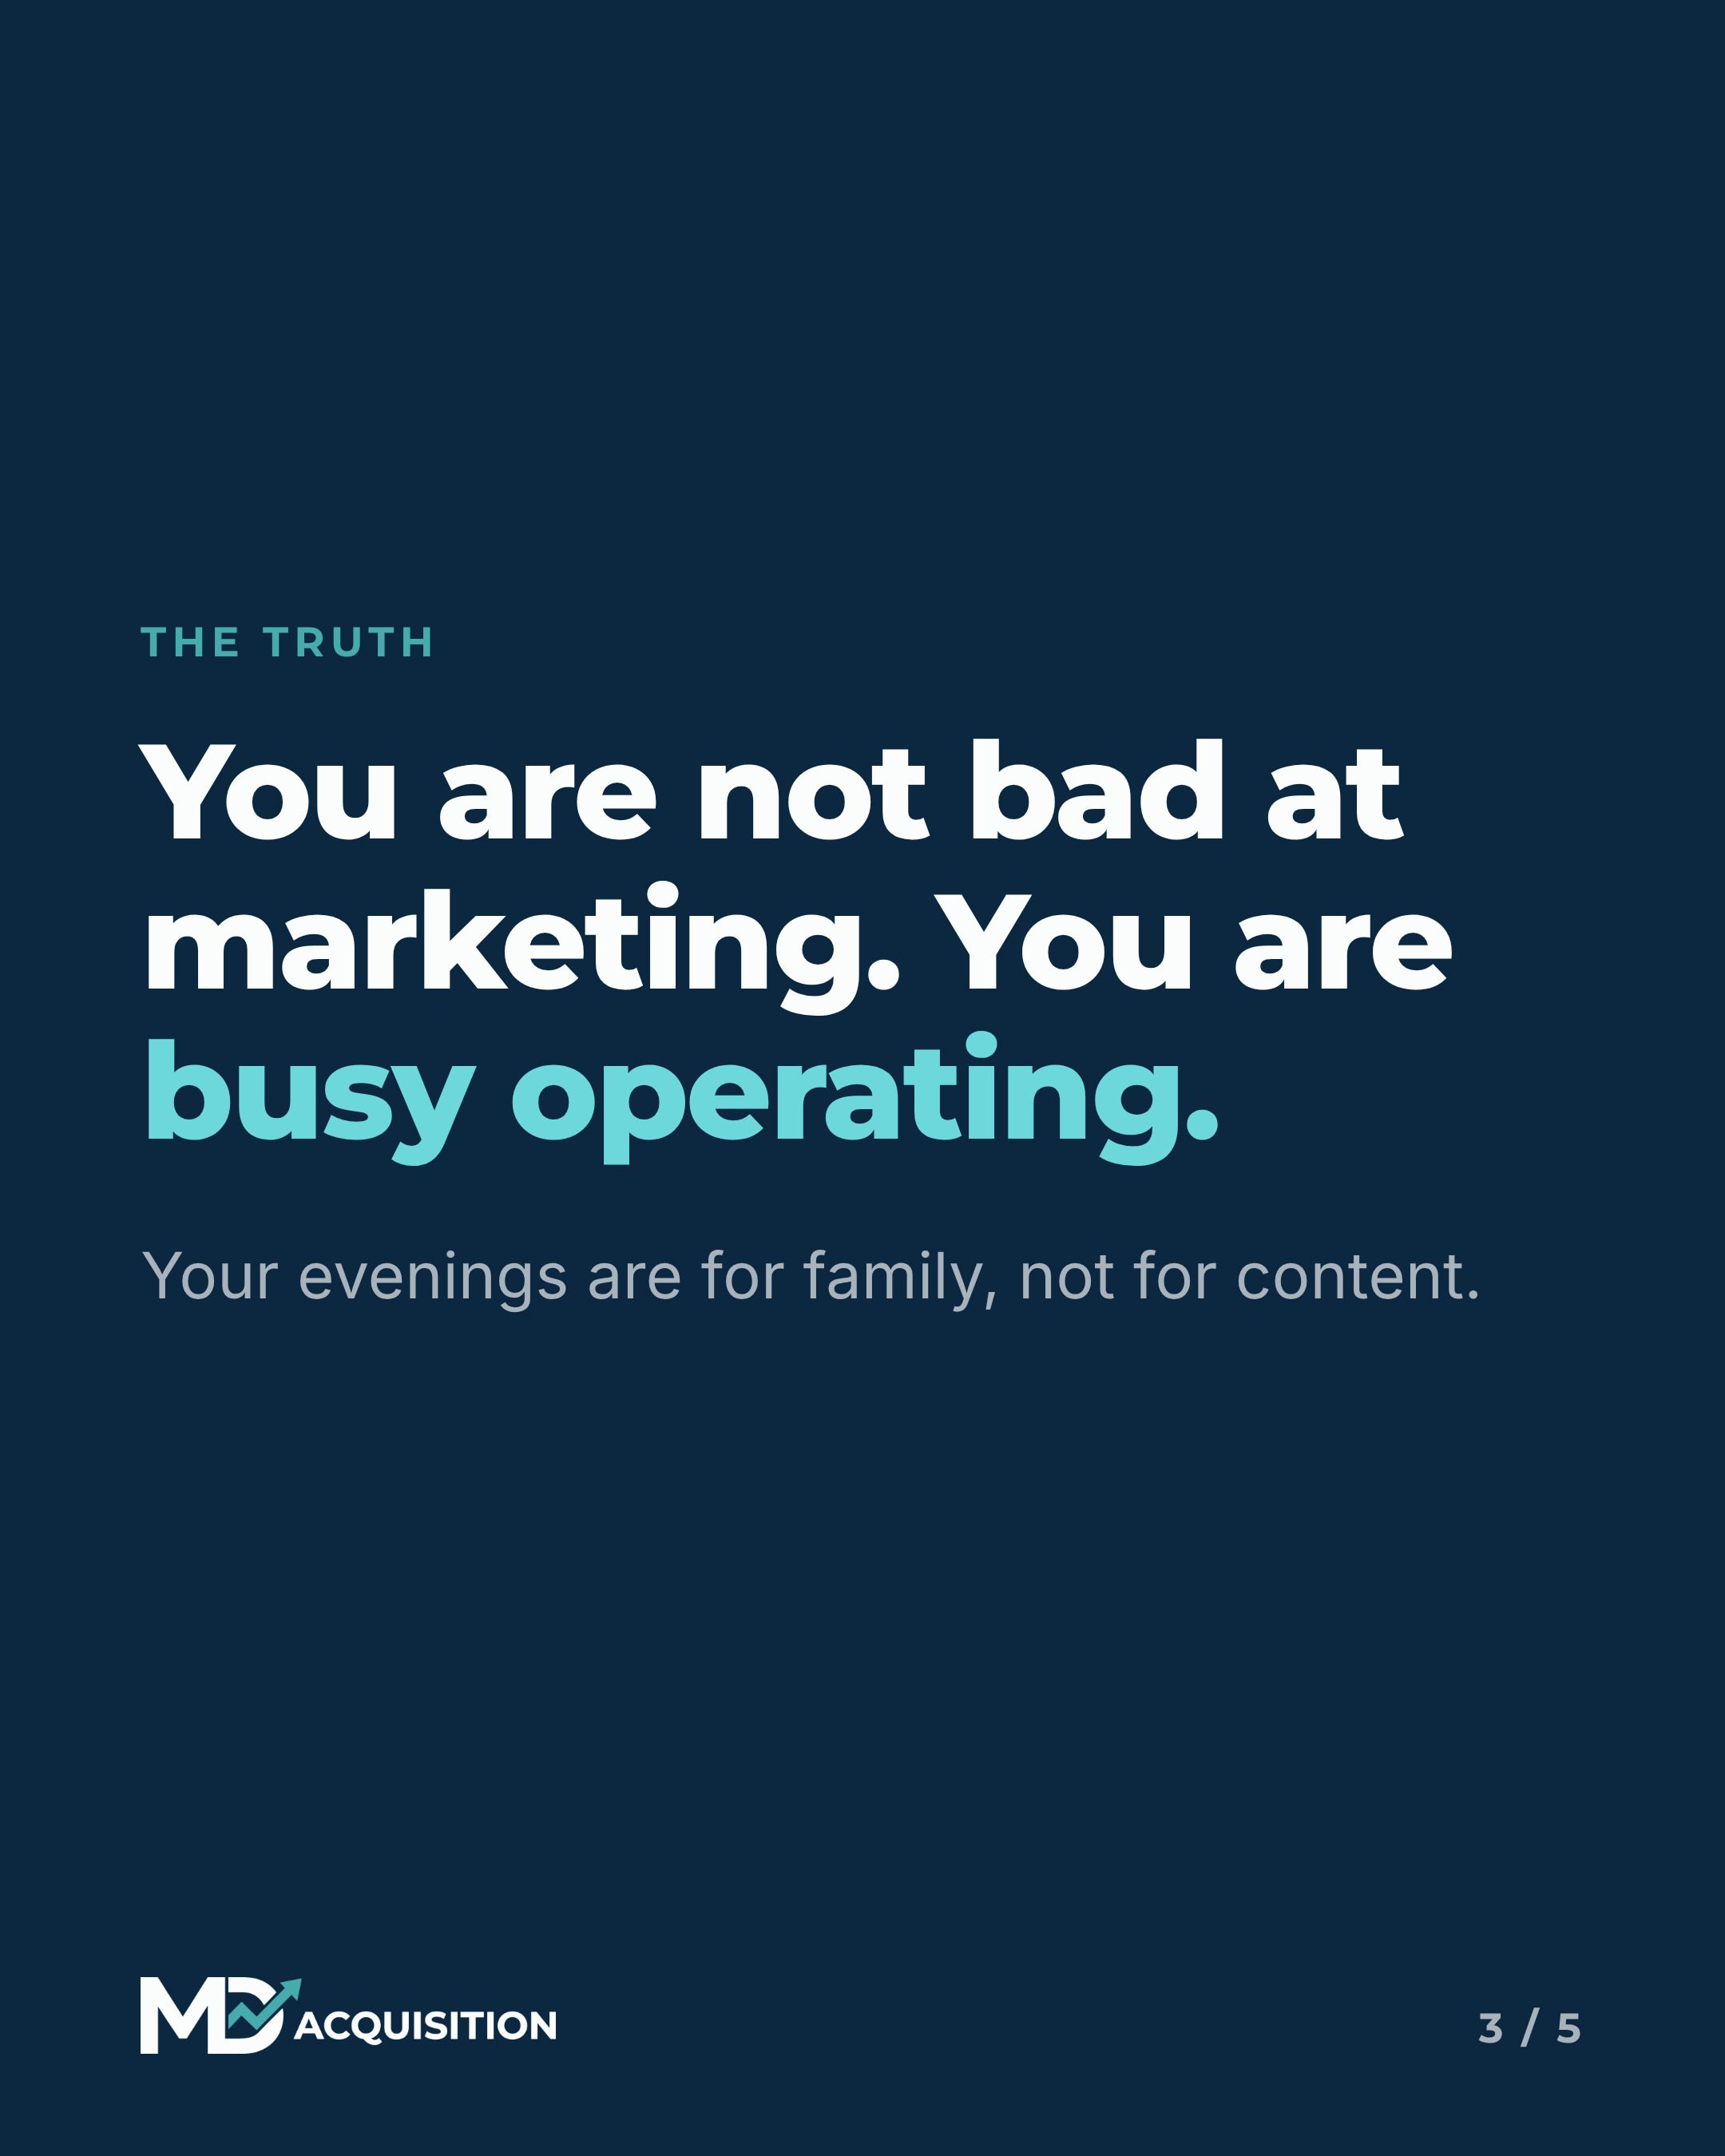 THE TRUTH
You are not bad at
marketing. You are
busy operating.
Your evenings are for family, not for content.
MD ACQUISITION
3 / 5